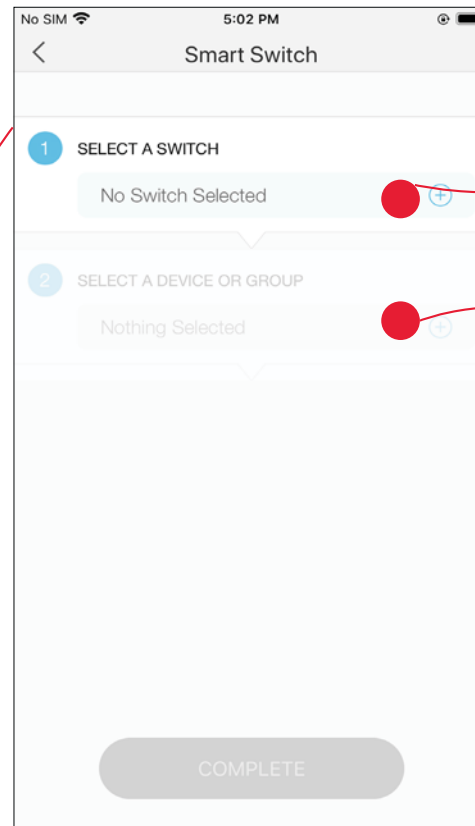 No SIM 5:02 PM
Smart Switch
1 SELECT A SWITCH
No Switch Selected
2 SELECT A DEVICE OR GROUP
Nothing Selected
COMPLETE